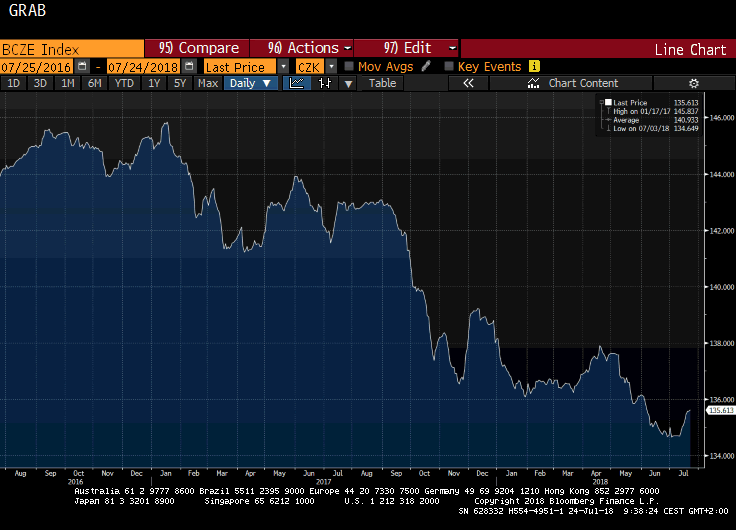 GRAB
BCZE Index 95) Compare 96) Actions 97) Edit Line Chart
07/25/2016 - 07/24/2018 Last Price CZK Mov Avgs Key Events i
1D 3D 1M 6M YTD 1Y 5Y Max Daily ▼ ▼ Table « Chart Content
Last Price 135.613
High on 01/17/17 145.837
Average 140.933
Low on 07/03/18 134.649
146.000
144.000
142.000
140.000
138.000
136.000
135.613
134.000
Aug Sep Oct Nov Dec Jan Feb Mar Apr May Jun Jul Aug Sep Oct Nov Dec Jan Feb Mar Apr May Jun Jul
2016 2017 2018
Australia 61 2 9777 8600 Brazil 5511 2395 9000 Europe 44 20 7330 7500 Germany 49 69 9204 1210 Hong Kong 852 2977 6000
Japan 81 3 3201 8900 Singapore 65 6212 1000 U.S. 1 212 318 2000 Copyright 2018 Bloomberg Finance L.P.
SN 628332 H554-4951-1 24-Jul-18 9:38:24 CEST GMT+2:00